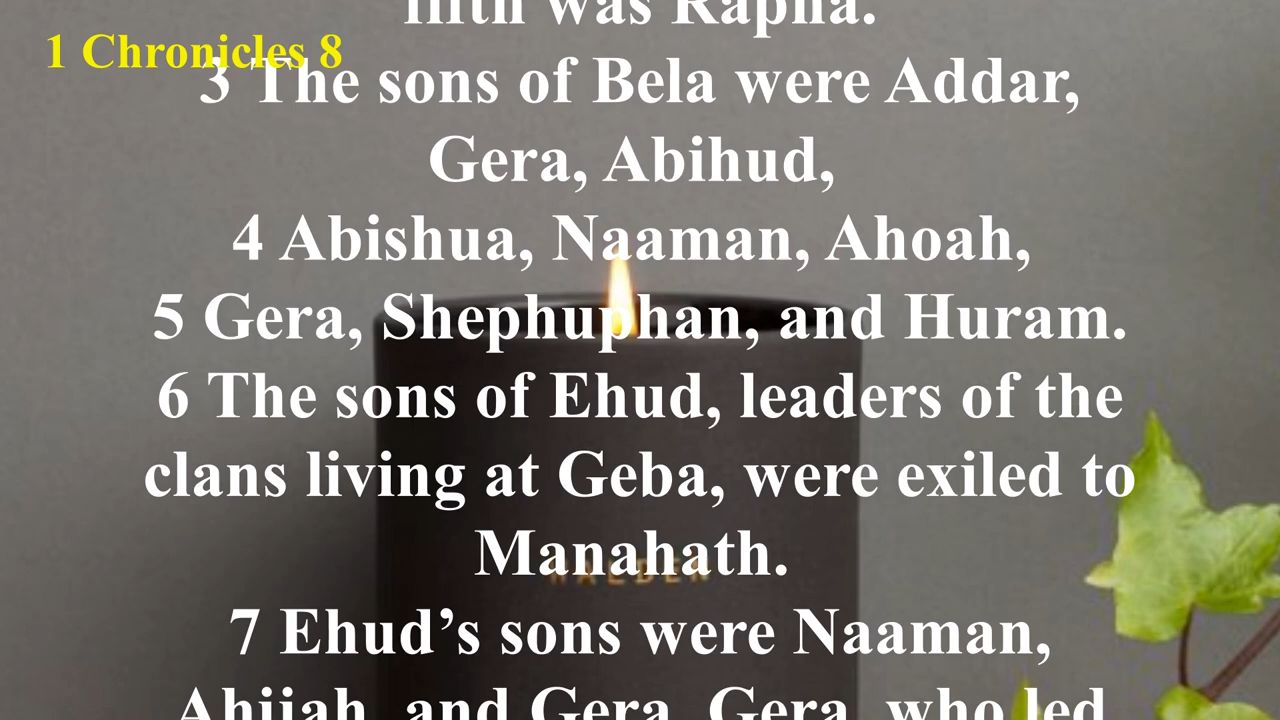 fifth was Rapha.
1 Chronicles 8
3 The sons of Bela were Addar,
Gera, Abihud,
4 Abishua, Naaman, Ahoah,
5 Gera, Shephuphan, and Huram.
6 The sons of Ehud, leaders of the
clans living at Geba, were exiled to
Manahath.
7 Ehud’s sons were Naaman,
Ahijah, and Gera. Gera, who led